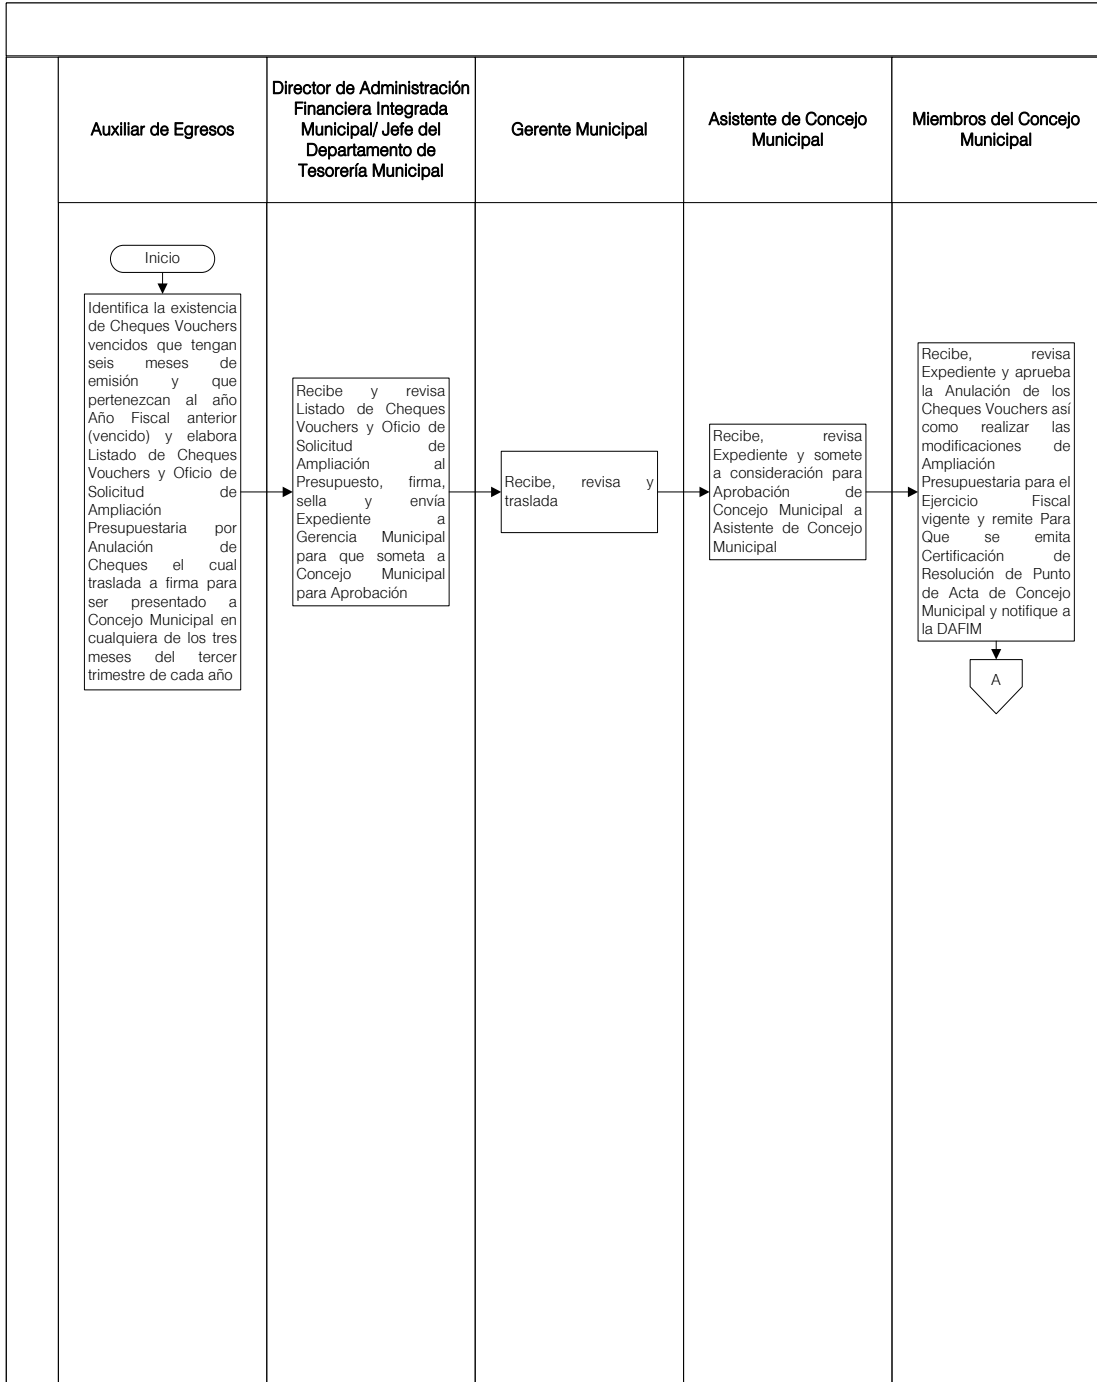 Auxiliar de Egresos
Director de Administración
Financiera Integrada
Municipal/ Jefe del
Departamento de
Tesorería Municipal
Gerente Municipal
Asistente de Concejo
Municipal
Miembros del Concejo
Municipal
Inicio
Identifica la existencia
de Cheques Vouchers
vencidos que tengan
seis meses de
emisión y que
pertenezcan al año
Año Fiscal anterior
(vencido) y elabora
Listado de Cheques
Vouchers y Oficio de
Solicitud de
Ampliación
Presupuestaria por
Anulación de
Cheques el cual
traslada a firma para
ser presentado a
Concejo Municipal en
cualquiera de los tres
meses del tercer
trimestre de cada año
Recibe y revisa
Listado de Cheques
Vouchers y Oficio de
Solicitud de
Ampliación al
Presupuesto, firma,
sella y envía
Expediente a
Gerencia Municipal
para que someta a
Concejo Municipal
para Aprobación
Recibe, revisa y
traslada
Recibe, revisa
Expediente y somete
a consideración para
Aprobación de
Concejo Municipal a
Asistente de Concejo
Municipal
Recibe, revisa
Expediente y aprueba
la Anulación de los
Cheques Vouchers así
como realizar las
modificaciones de
Ampliación
Presupuestaria para el
Ejercicio Fiscal
vigente y remite Para
Que se emita
Certificación de
Resolución de Punto
de Acta de Concejo
Municipal y notifique a
la DAFIM
A